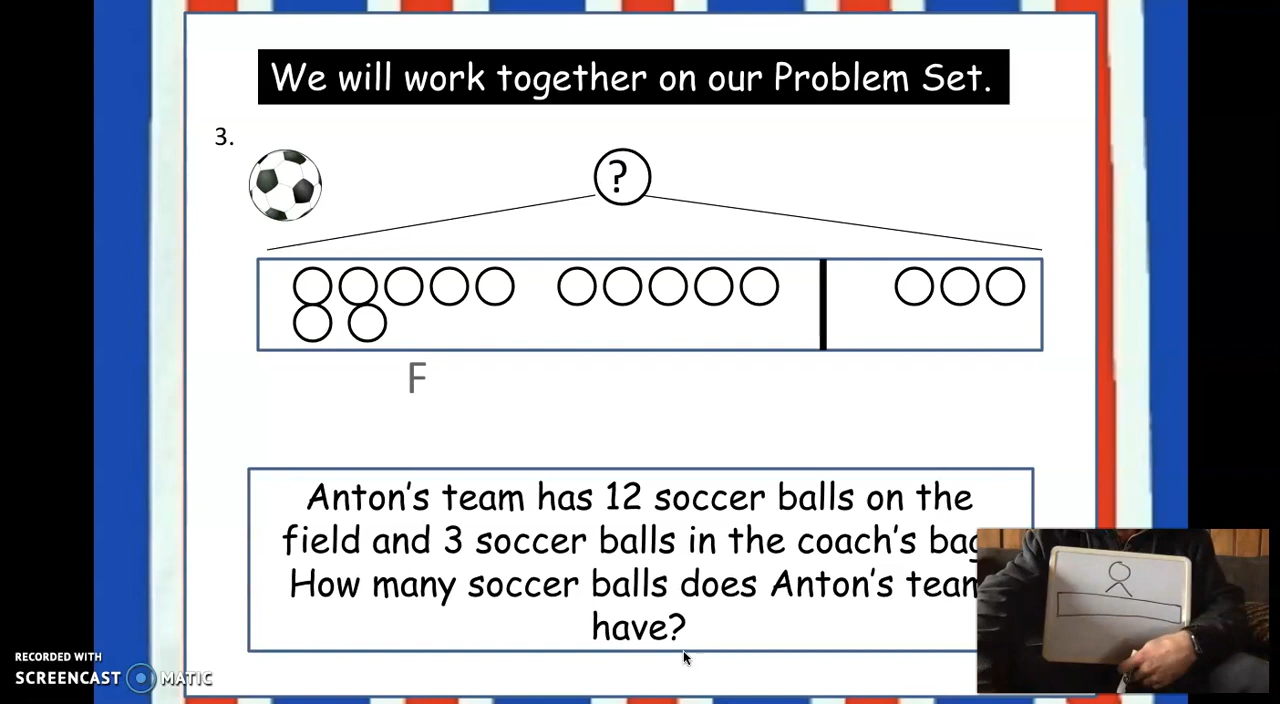 We will work together on our Problem Set.
3.
?
F
Anton's team has 12 soccer balls on the
field and 3 soccer balls in the coach's bag
How many soccer balls does Anton's team
have?
RECORDED WITH
SCREENCAST MATIC